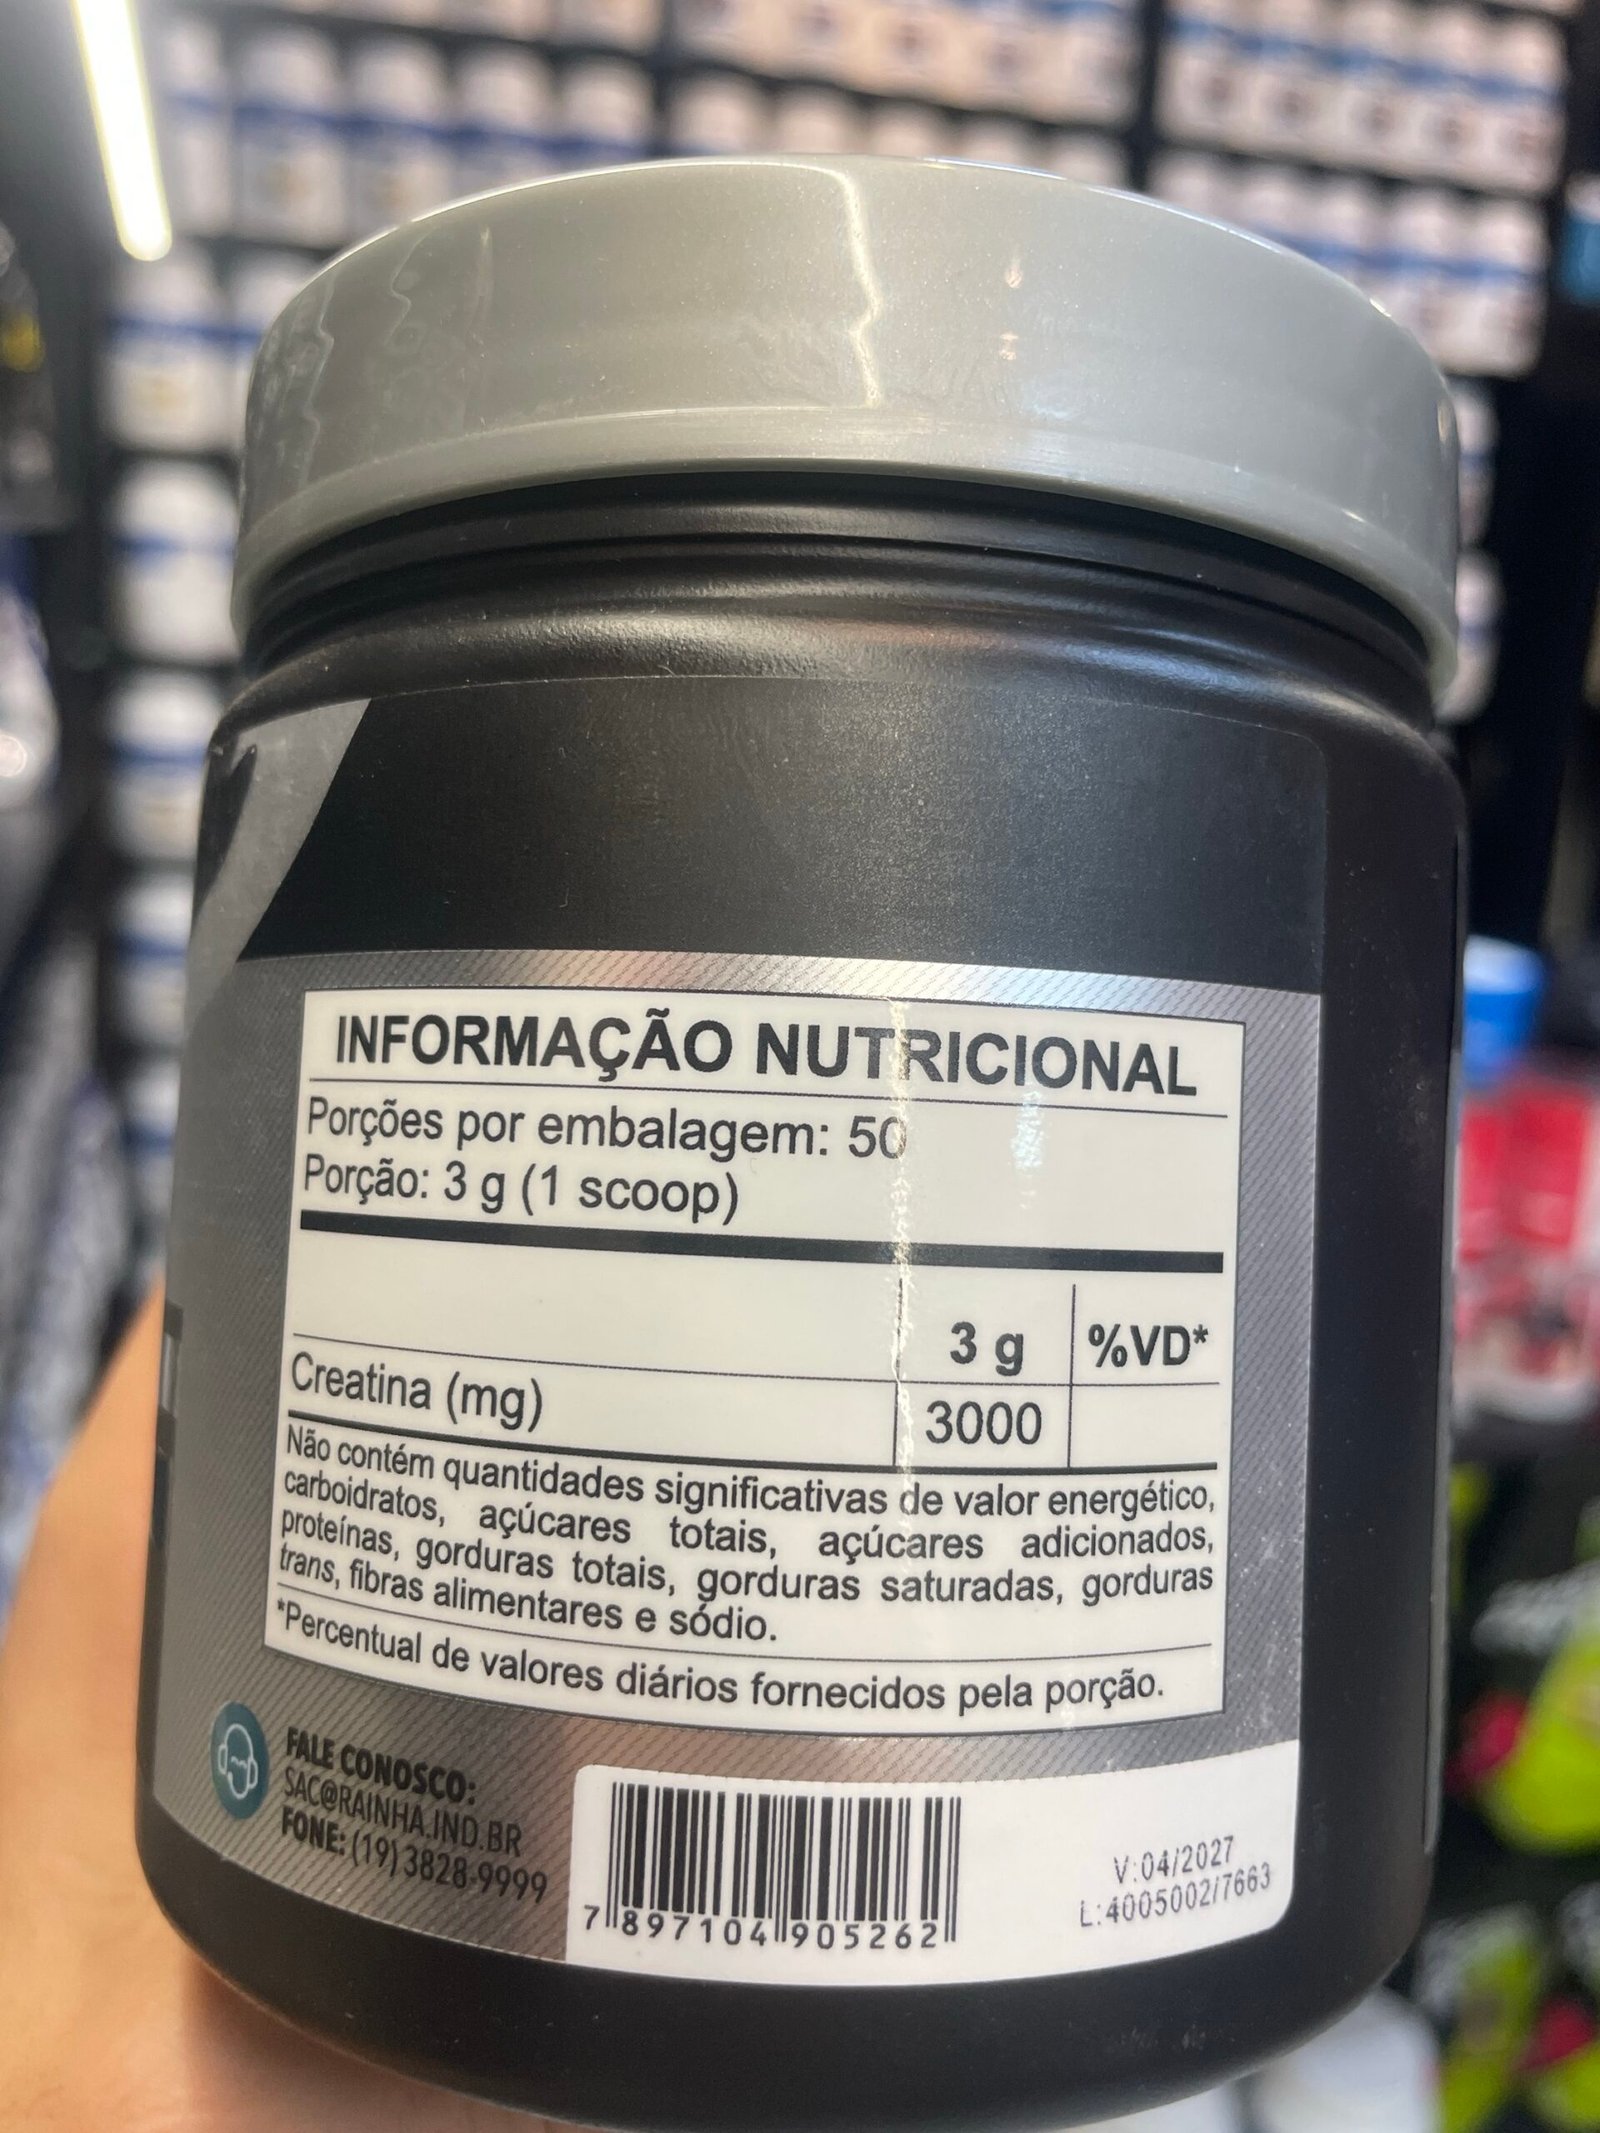 INFORMAÇÃO NUTRICIONAL
Porções por embalagem: 50
Porção: 3 g (1 scoop)
3 g %VD*
Creatina (mg) 3000
Não contém quantidades significativas de valor energético,
carboidratos, açúcares totais, açúcares adicionados,
proteínas, gorduras totais, gorduras saturadas, gorduras
trans, fibras alimentares e sódio.
*Percentual de valores diários fornecidos pela porção.
FALE CONOSCO:
SAC@RAINHA.IND.BR
FONE: (19) 3828-9999
7 897104 905262
V:04/2027
L:4005002/7663